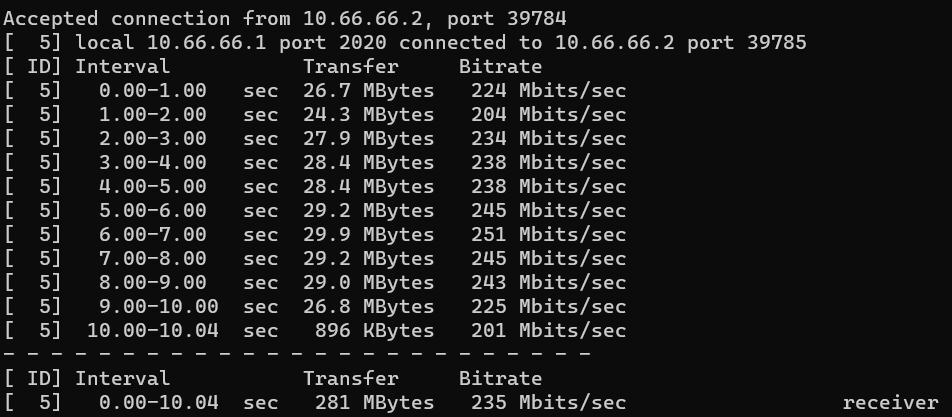 Accepted connection from 10.66.66.2, port 39784
[  5] local 10.66.66.1 port 2020 connected to 10.66.66.2 port 39785
[ ID] Interval           Transfer     Bitrate
[  5]   0.00-1.00   sec  26.7 MBytes   224 Mbits/sec
[  5]   1.00-2.00   sec  24.3 MBytes   204 Mbits/sec
[  5]   2.00-3.00   sec  27.9 MBytes   234 Mbits/sec
[  5]   3.00-4.00   sec  28.4 MBytes   238 Mbits/sec
[  5]   4.00-5.00   sec  28.4 MBytes   238 Mbits/sec
[  5]   5.00-6.00   sec  29.2 MBytes   245 Mbits/sec
[  5]   6.00-7.00   sec  29.9 MBytes   251 Mbits/sec
[  5]   7.00-8.00   sec  29.2 MBytes   245 Mbits/sec
[  5]   8.00-9.00   sec  29.0 MBytes   243 Mbits/sec
[  5]   9.00-10.00  sec  26.8 MBytes   225 Mbits/sec
[  5]  10.00-10.04  sec   896 KBytes   201 Mbits/sec
- - - - - - - - - - - - - - - - - - - - - - - - -
[ ID] Interval           Transfer     Bitrate
[  5]   0.00-10.04  sec   281 MBytes   235 Mbits/sec                  receiver